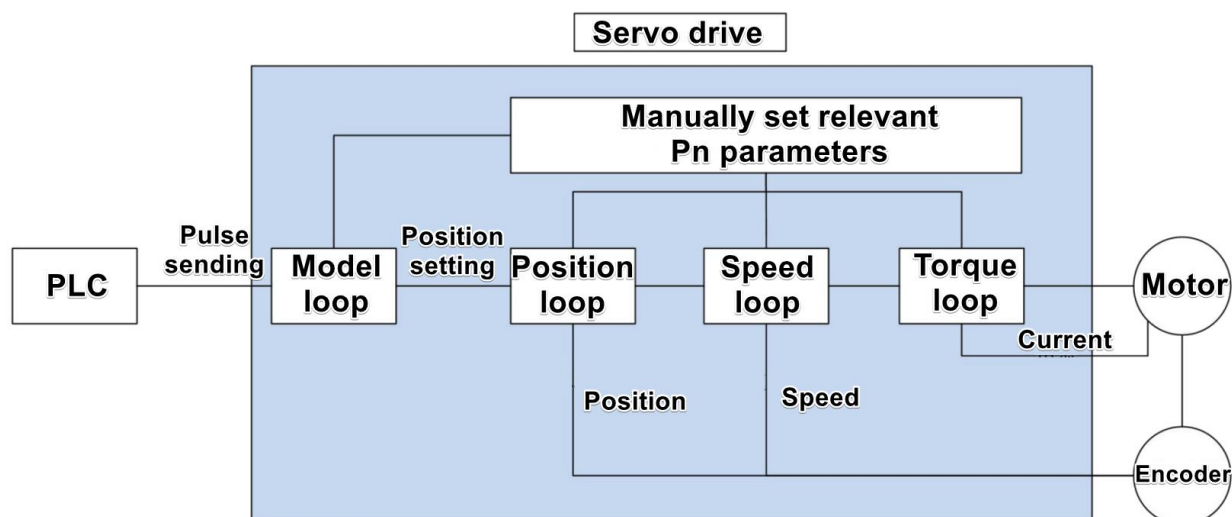 Servo drive
Manually set relevant
Pn parameters
Pulse
sending
Position
setting
PLC
Model
loop
Position
loop
Speed
loop
Torque
loop
Motor
Current
Position
Speed
Encoder